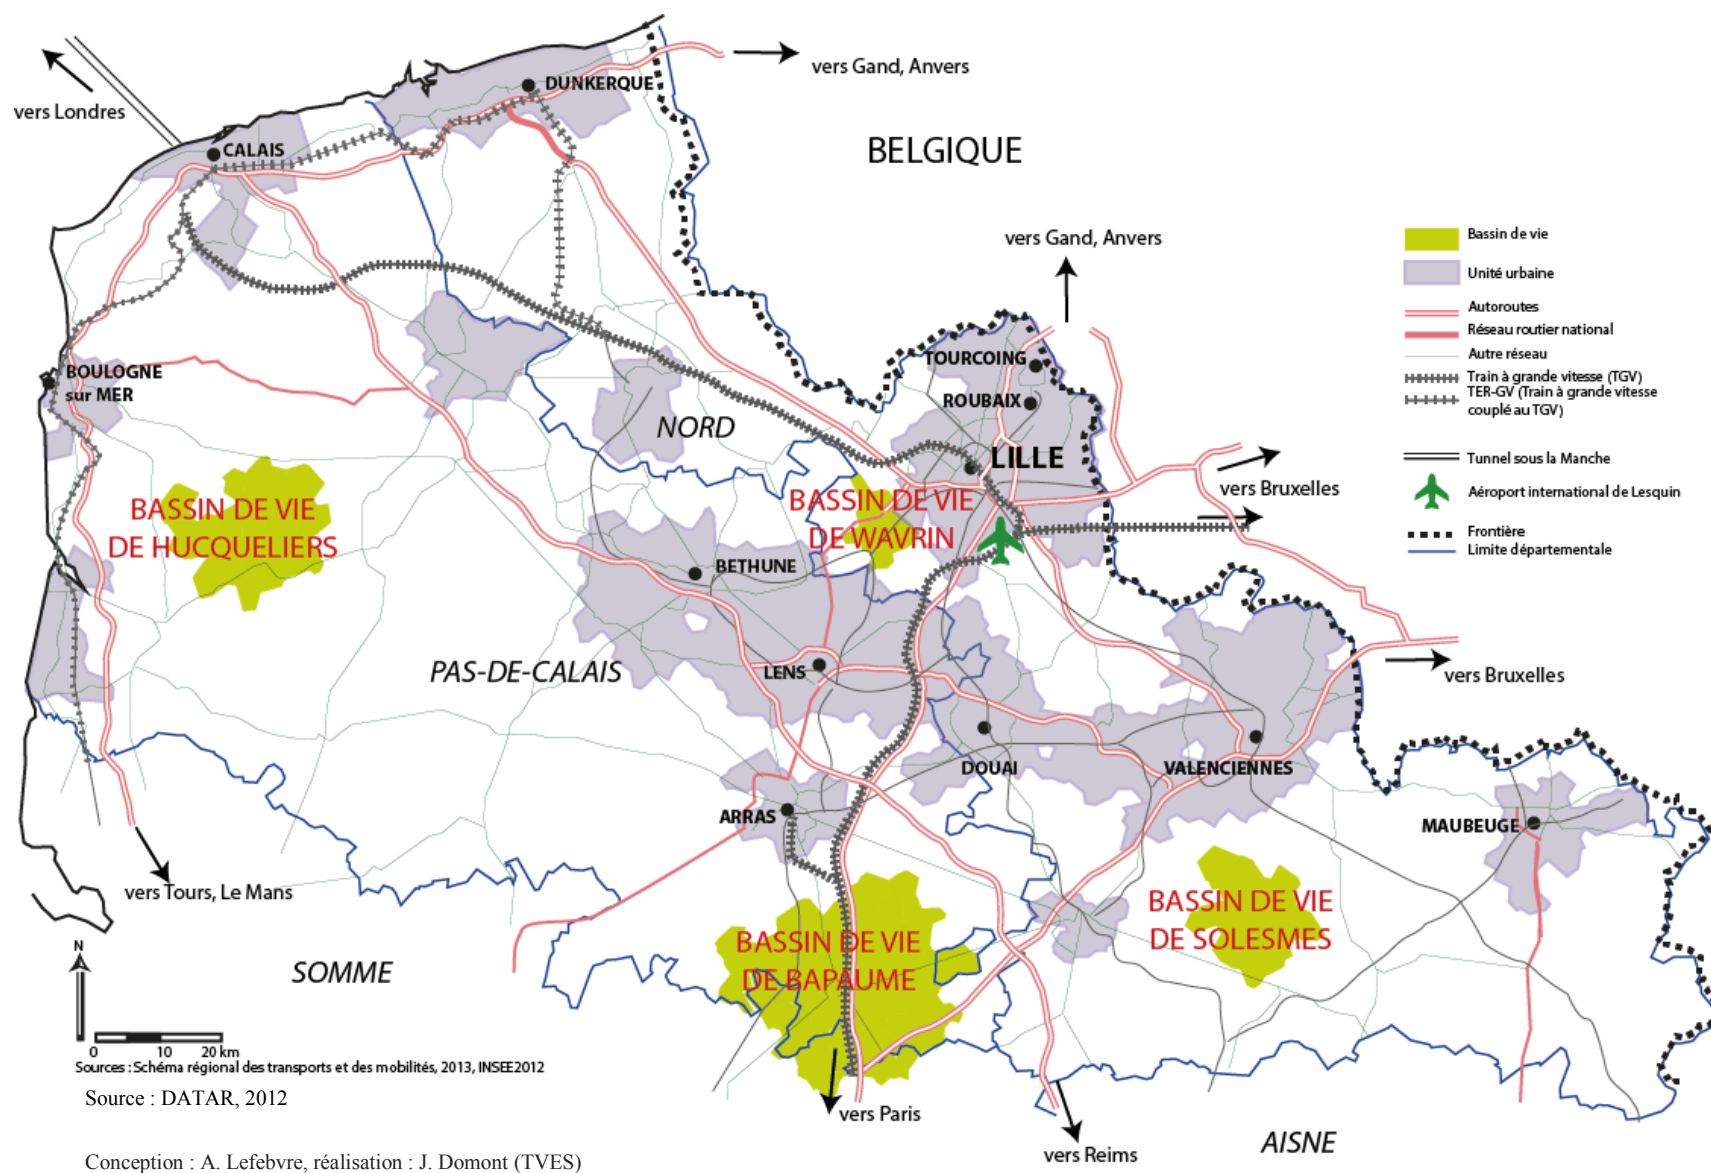 vers Londres
DUNKERQUE
vers Gand, Anvers
CALAIS
BELGIQUE
vers Gand, Anvers
BOULOGNE
sur MER
TOURCOING
ROUBAIX
NORD
LILLE
BASSIN DE VIE
DE HUCQUELIERS
BASSIN DE VIE
DE WAVRIN
vers Bruxelles
BETHUNE
PAS-DE-CALAIS
LENS
vers Bruxelles
DOUAI
VALENCIENNES
ARRAS
MAUBEUGE
vers Tours, Le Mans
BASSIN DE VIE
DE BAPAUME
BASSIN DE VIE
DE SOLESMES
SOMME
vers Paris
vers Reims
AISNE
Bassin de vie
Unité urbaine
Autoroutes
Réseau routier national
Autre réseau
Train à grande vitesse (TGV)
TER-GV (Train à grande vitesse
couplé au TGV)
Tunnel sous la Manche
Aéroport international de Lesquin
Frontière
Limite départementale
N
0 10 20 km
Sources : Schéma régional des transports et des mobilités, 2013, INSEE2012
Source : DATAR, 2012
Conception : A. Lefebvre, réalisation : J. Domont (TVES)